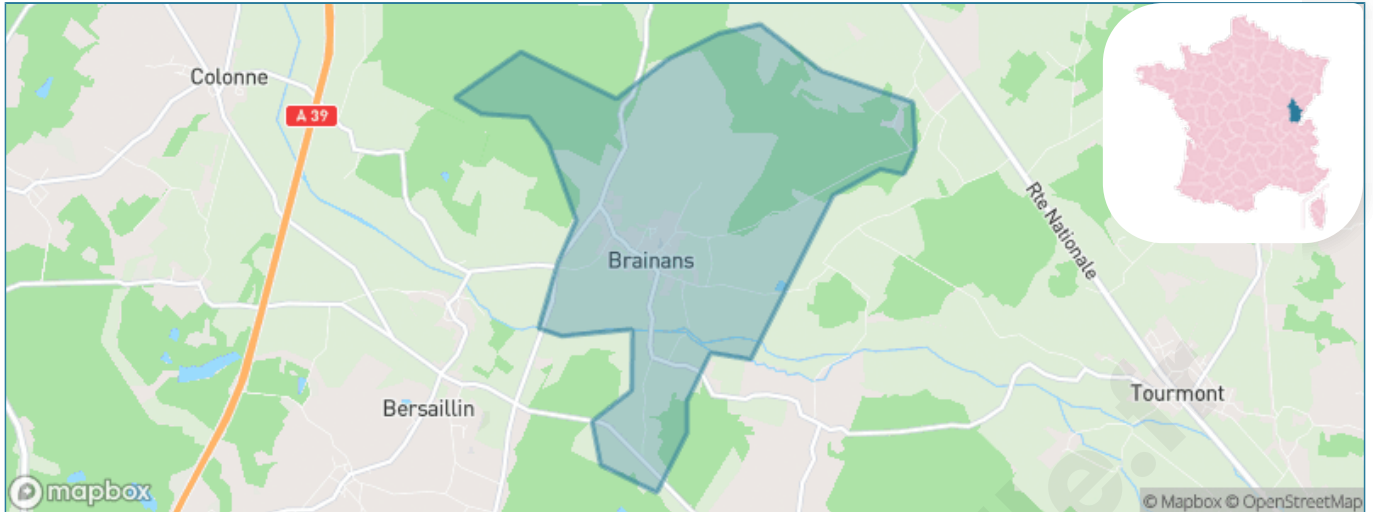 Colonne
A 39
Rte Nationale
Brainans
Tourmont
Bersaillin
mapbox
© Mapbox © OpenStreetMap